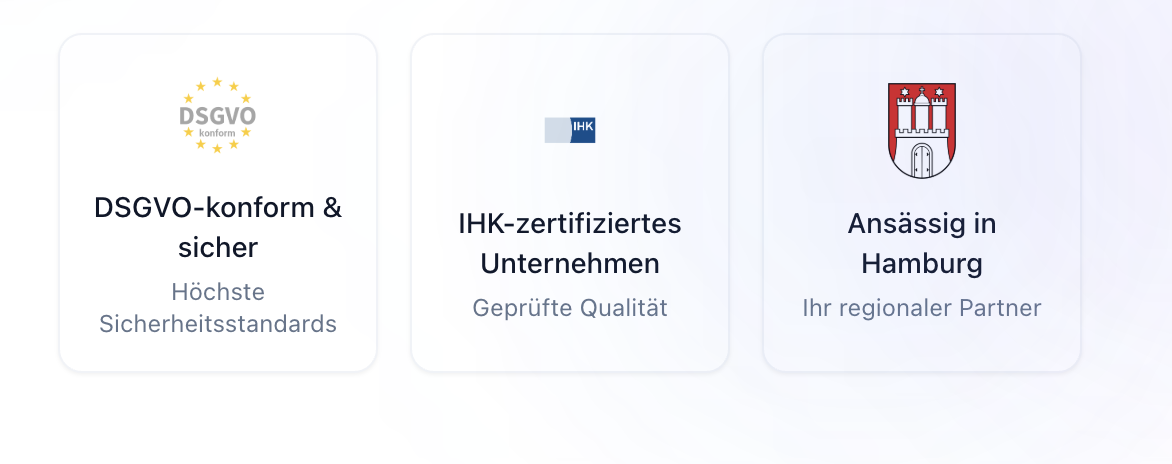 DSGVO
konform
DSGVO-konform &
sicher
Höchste
Sicherheitsstandards
IHK
IHK-zertifiziertes
Unternehmen
Geprüfte Qualität
Ansässig in
Hamburg
Ihr regionaler Partner